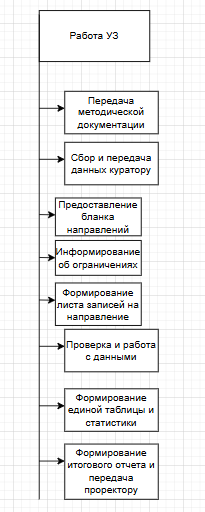 Работа УЗ
Передача
методической
документации
Сбор и передача
данных куратору
Предоставление
бланка
направлений
Информирование
об ограничениях
Формирование
листа записей на
направление
Проверка и работа
с данными
Формирование
единой таблицы и
статистики
Формирование
итогового отчета и
передача
проректору